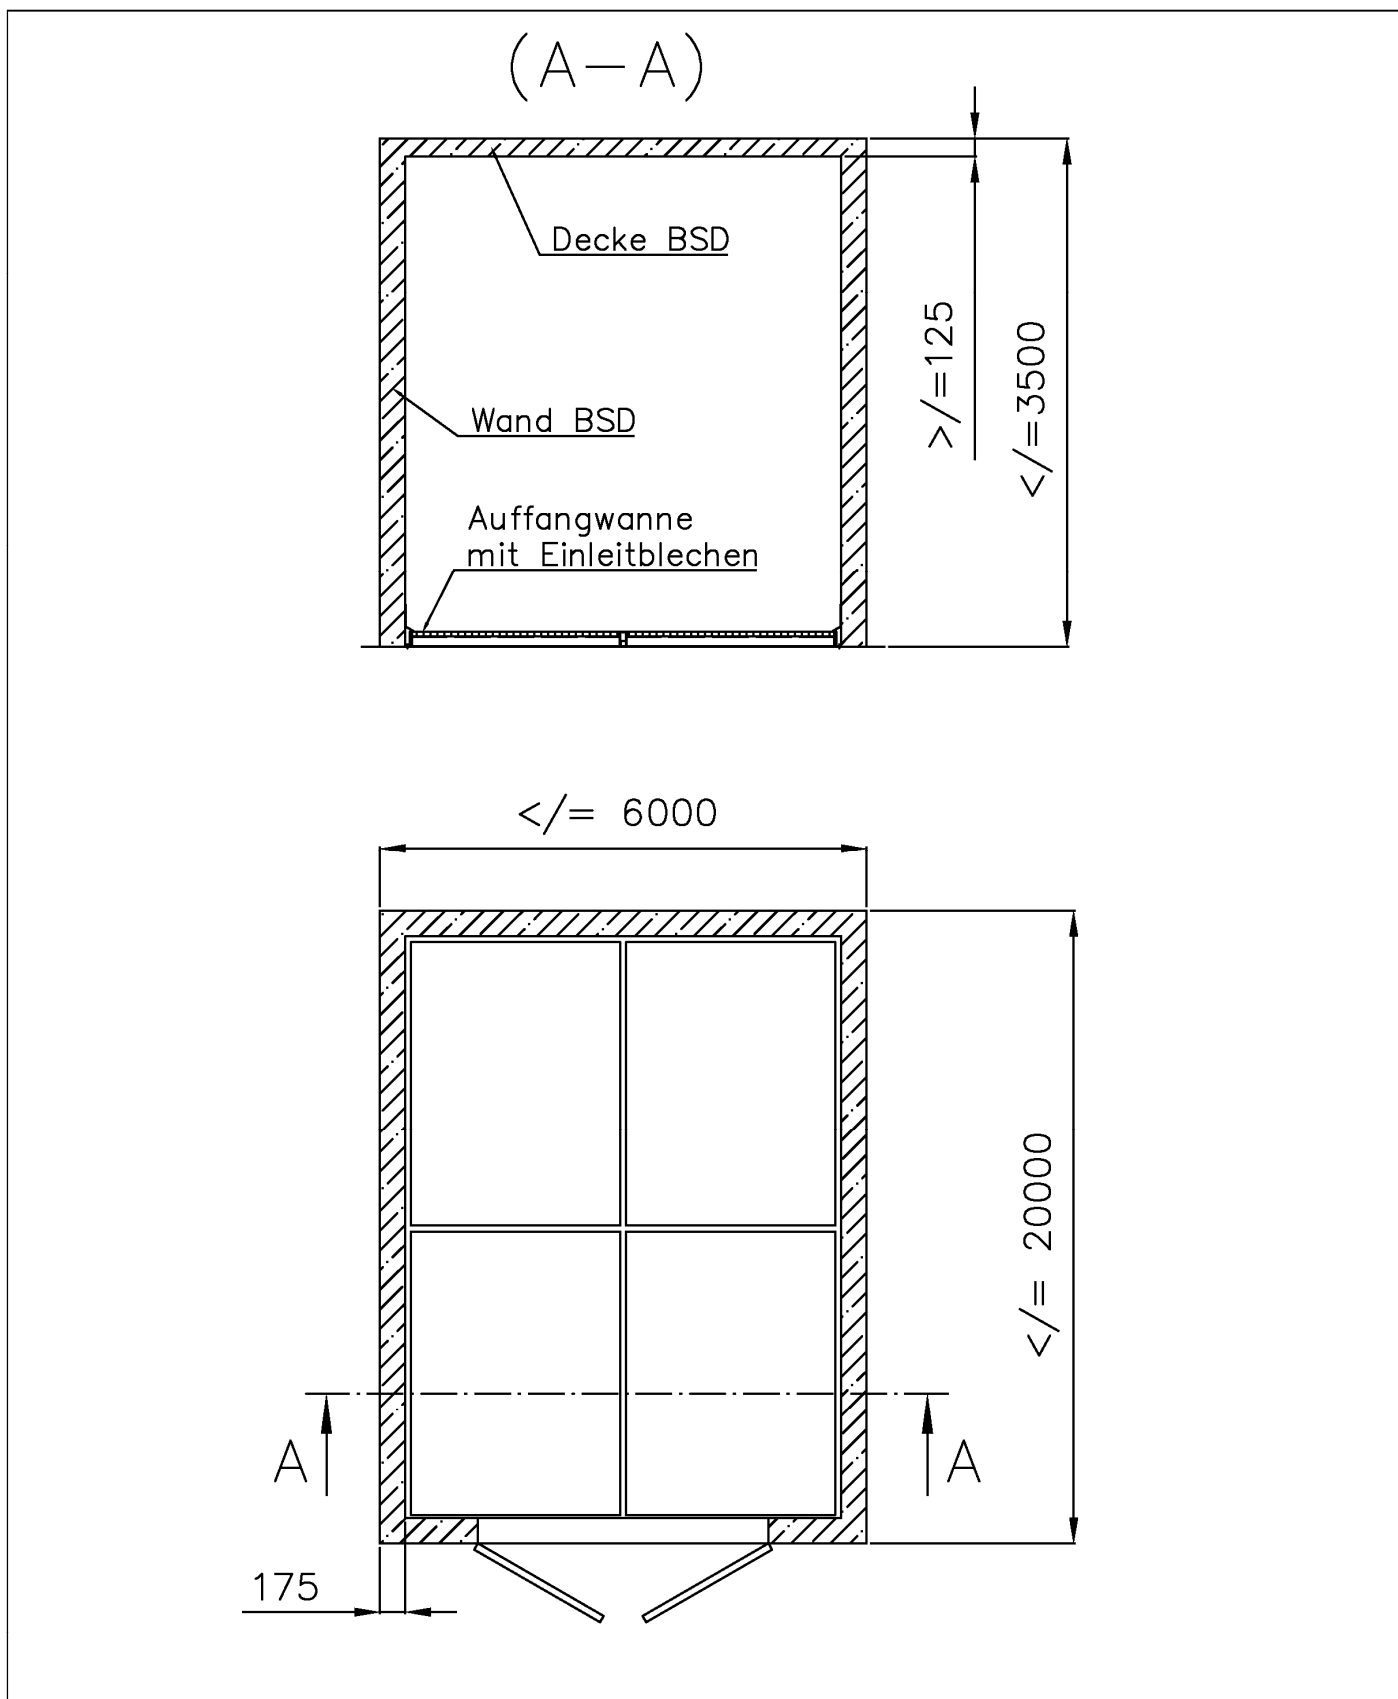 (A-A)
Decke BSD
>/=125
</=3500
Wand BSD
Auffangwanne
mit Einleitblechen
</= 6000
</= 20000
A
A
175